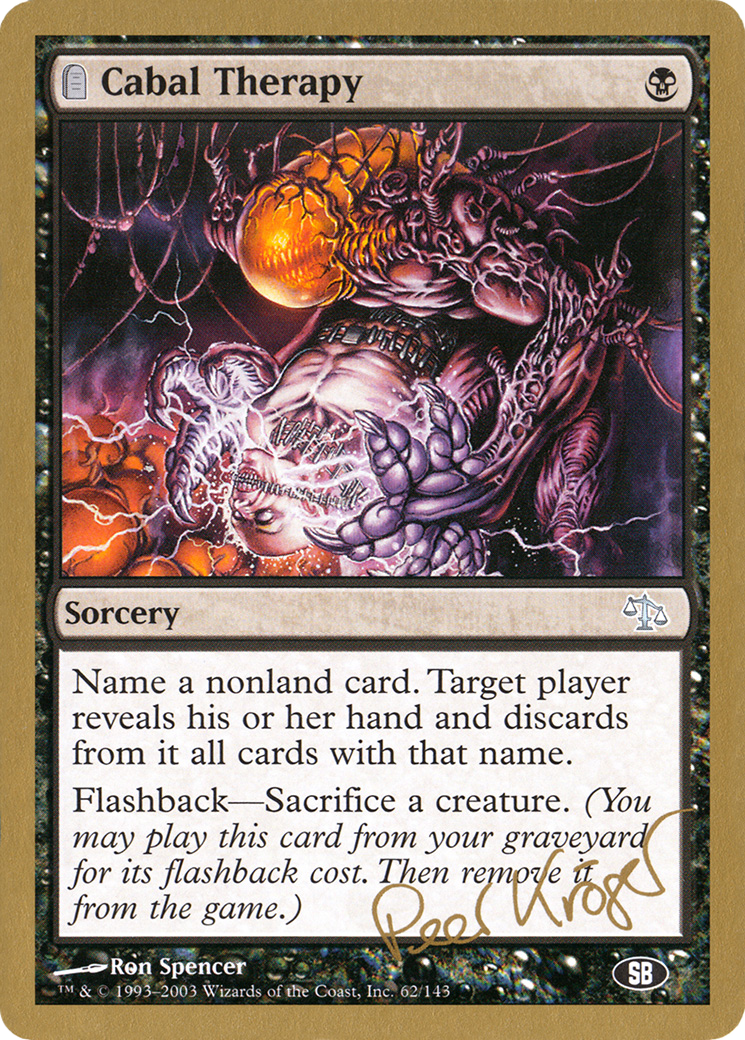 Cabal Therapy
Sorcery
Name a nonland card. Target player
reveals his or her hand and discards
from it all cards with that name.
Flashback—Sacrifice a creature. (You
may play this card from your graveyard
for its flashback cost. Then remove it
from the game.)
Peer Kröger
Ron Spencer
SB
™ & © 1993–2003 Wizards of the Coast, Inc. 62/143